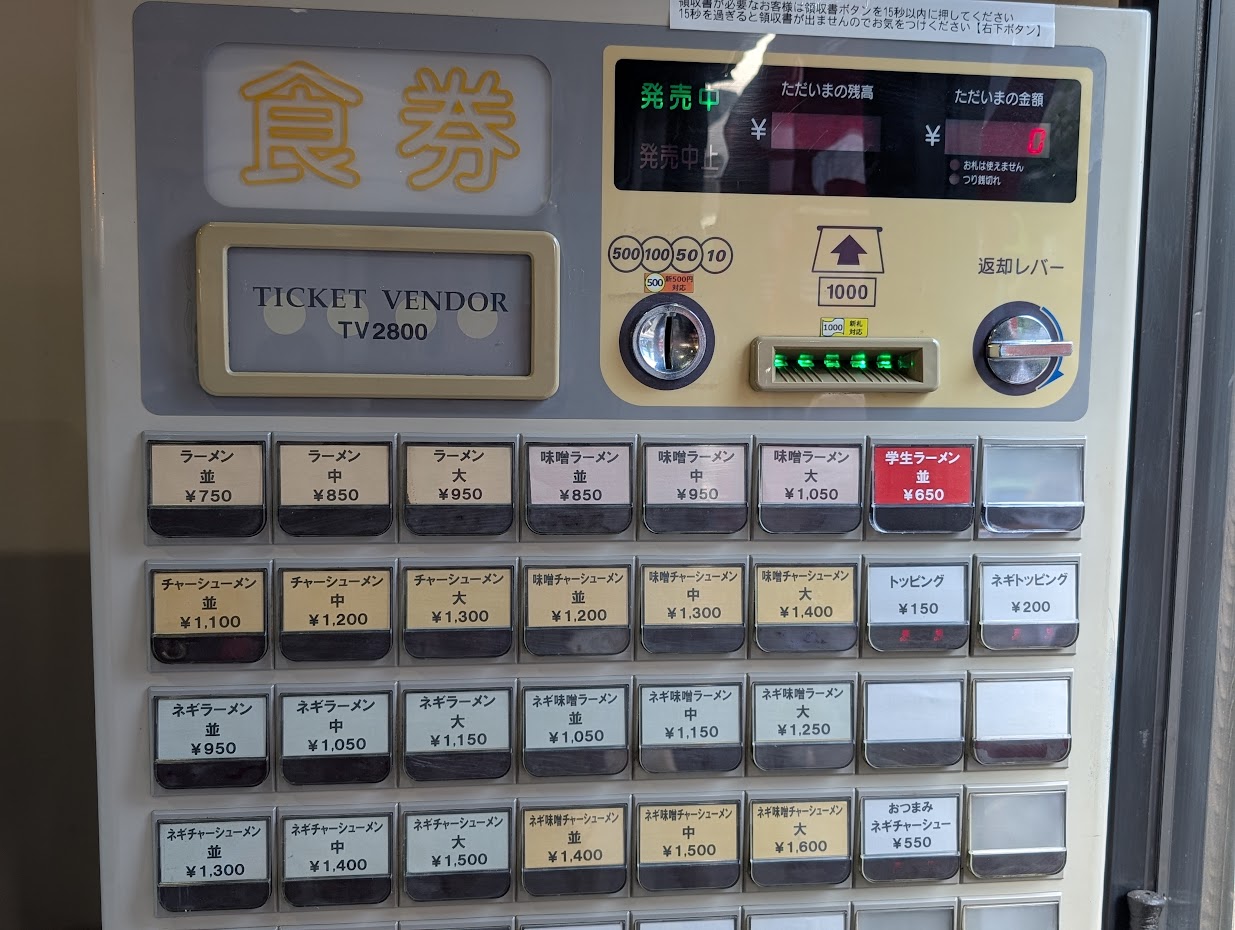 領収書が必要なお客様は領収書ボタンを15秒以内に押してください
15秒を過ぎると領収書が出ませんのでお気をつけください【右下ボタン】
食券
発売中
ただいまの残高
ただいまの金額
¥
¥ 0
発売中止
お札は使えません
つり銭切れ
TICKET VENDOR
TV2800
500 100 50 10
500 新500円
対応
1000
1000 新札
対応
返却レバー
ラーメン
並
¥750
ラーメン
中
¥850
ラーメン
大
¥950
味噌ラーメン
並
¥850
味噌ラーメン
中
¥950
味噌ラーメン
大
¥1,050
学生ラーメン
並
¥650
チャーシューメン
並
¥1,100
チャーシューメン
中
¥1,200
チャーシューメン
大
¥1,300
味噌チャーシューメン
並
¥1,200
味噌チャーシューメン
中
¥1,300
味噌チャーシューメン
大
¥1,400
トッピング
¥150
ネギトッピング
¥200
ネギラーメン
並
¥950
ネギラーメン
中
¥1,050
ネギラーメン
大
¥1,150
ネギ味噌ラーメン
並
¥1,050
ネギ味噌ラーメン
中
¥1,150
ネギ味噌ラーメン
大
¥1,250
ネギチャーシューメン
並
¥1,300
ネギチャーシューメン
中
¥1,400
ネギチャーシューメン
大
¥1,500
ネギ味噌チャーシューメン
並
¥1,400
ネギ味噌チャーシューメン
中
¥1,500
ネギ味噌チャーシューメン
大
¥1,600
おつまみ
ネギチャーシュー
¥550